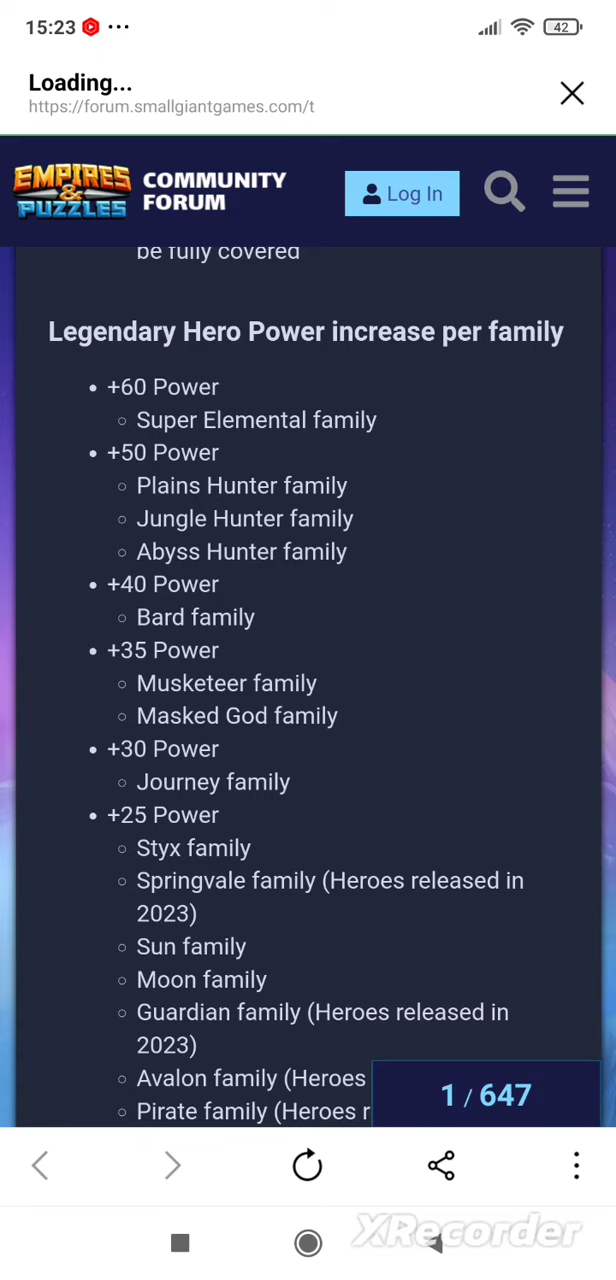 15:23
42
Loading...
https://forum.smallgiantgames.com/t
EMPIRES & PUZZLES
COMMUNITY FORUM
Log In
be fully covered
Legendary Hero Power increase per family
+60 Power
Super Elemental family
+50 Power
Plains Hunter family
Jungle Hunter family
Abyss Hunter family
+40 Power
Bard family
+35 Power
Musketeer family
Masked God family
+30 Power
Journey family
+25 Power
Styx family
Springvale family (Heroes released in
2023)
Sun family
Moon family
Guardian family (Heroes released in
2023)
Avalon family (Heroes
Pirate family (Heroes r
1 / 647
XRecorder